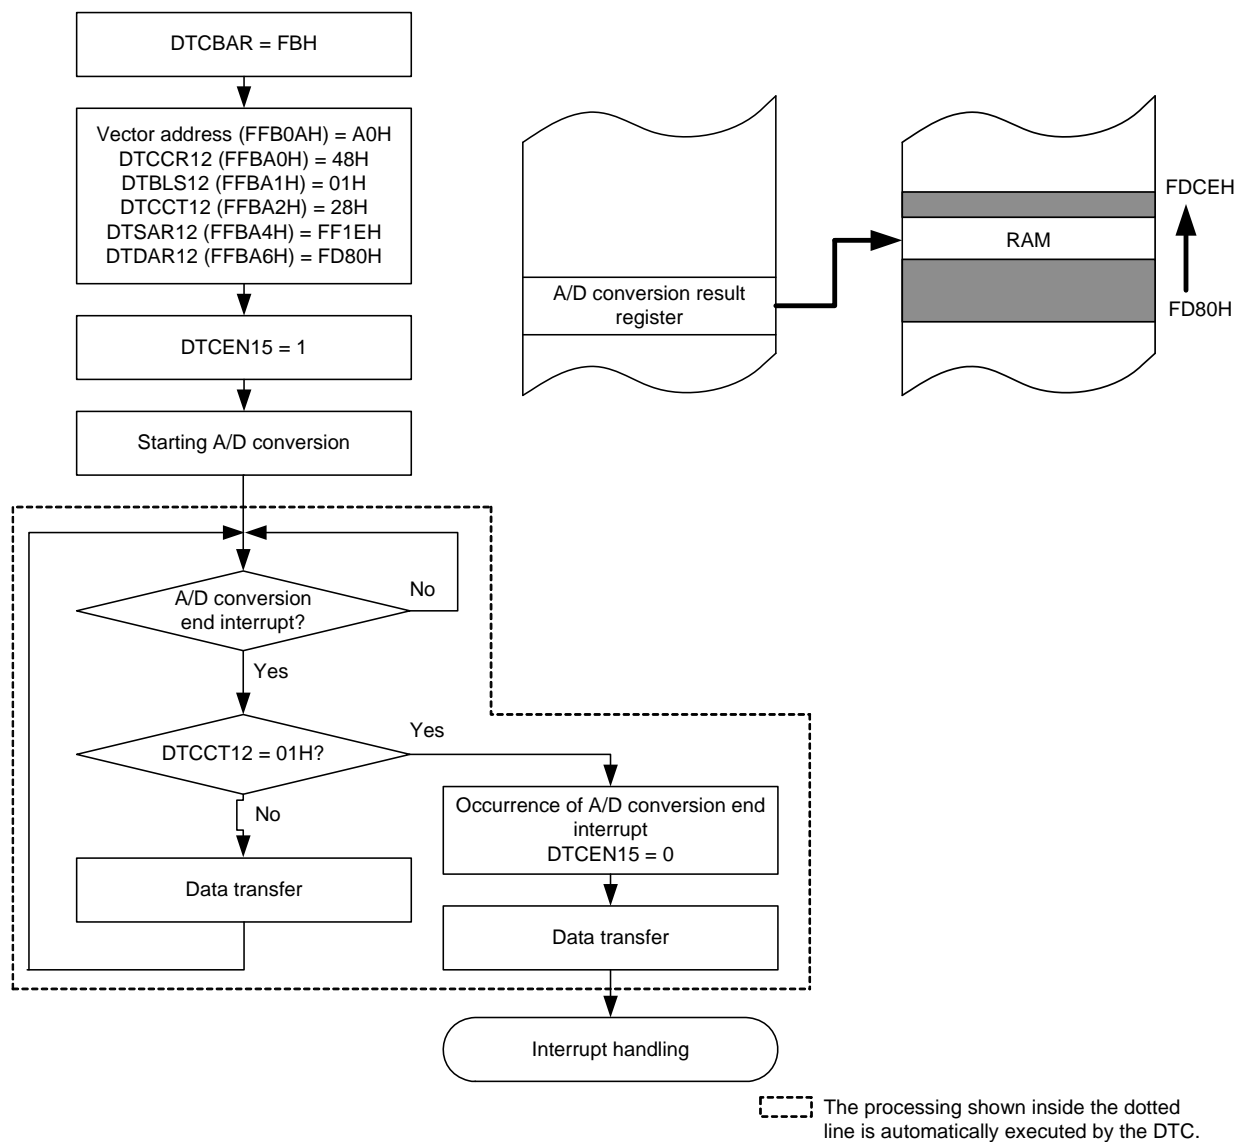 DTCBAR = FBH
Vector address (FFB0AH) = A0H
DTCCR12 (FFBA0H) = 48H
DTBLS12 (FFBA1H) = 01H
DTCCT12 (FFBA2H) = 28H
DTSAR12 (FFBA4H) = FF1EH
DTDAR12 (FFBA6H) = FD80H
DTCEN15 = 1
Starting A/D conversion
A/D conversion
end interrupt?
No
Yes
DTCCT12 = 01H?
Yes
No
Data transfer
Occurrence of A/D conversion end
interrupt
DTCEN15 = 0
Data transfer
Interrupt handling
A/D conversion result
register
RAM
FDCEH
FD80H
The processing shown inside the dotted
line is automatically executed by the DTC.